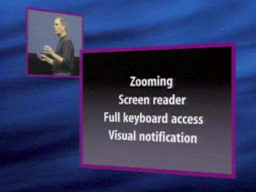 Zooming
Screen reader
Full keyboard access
Visual notification